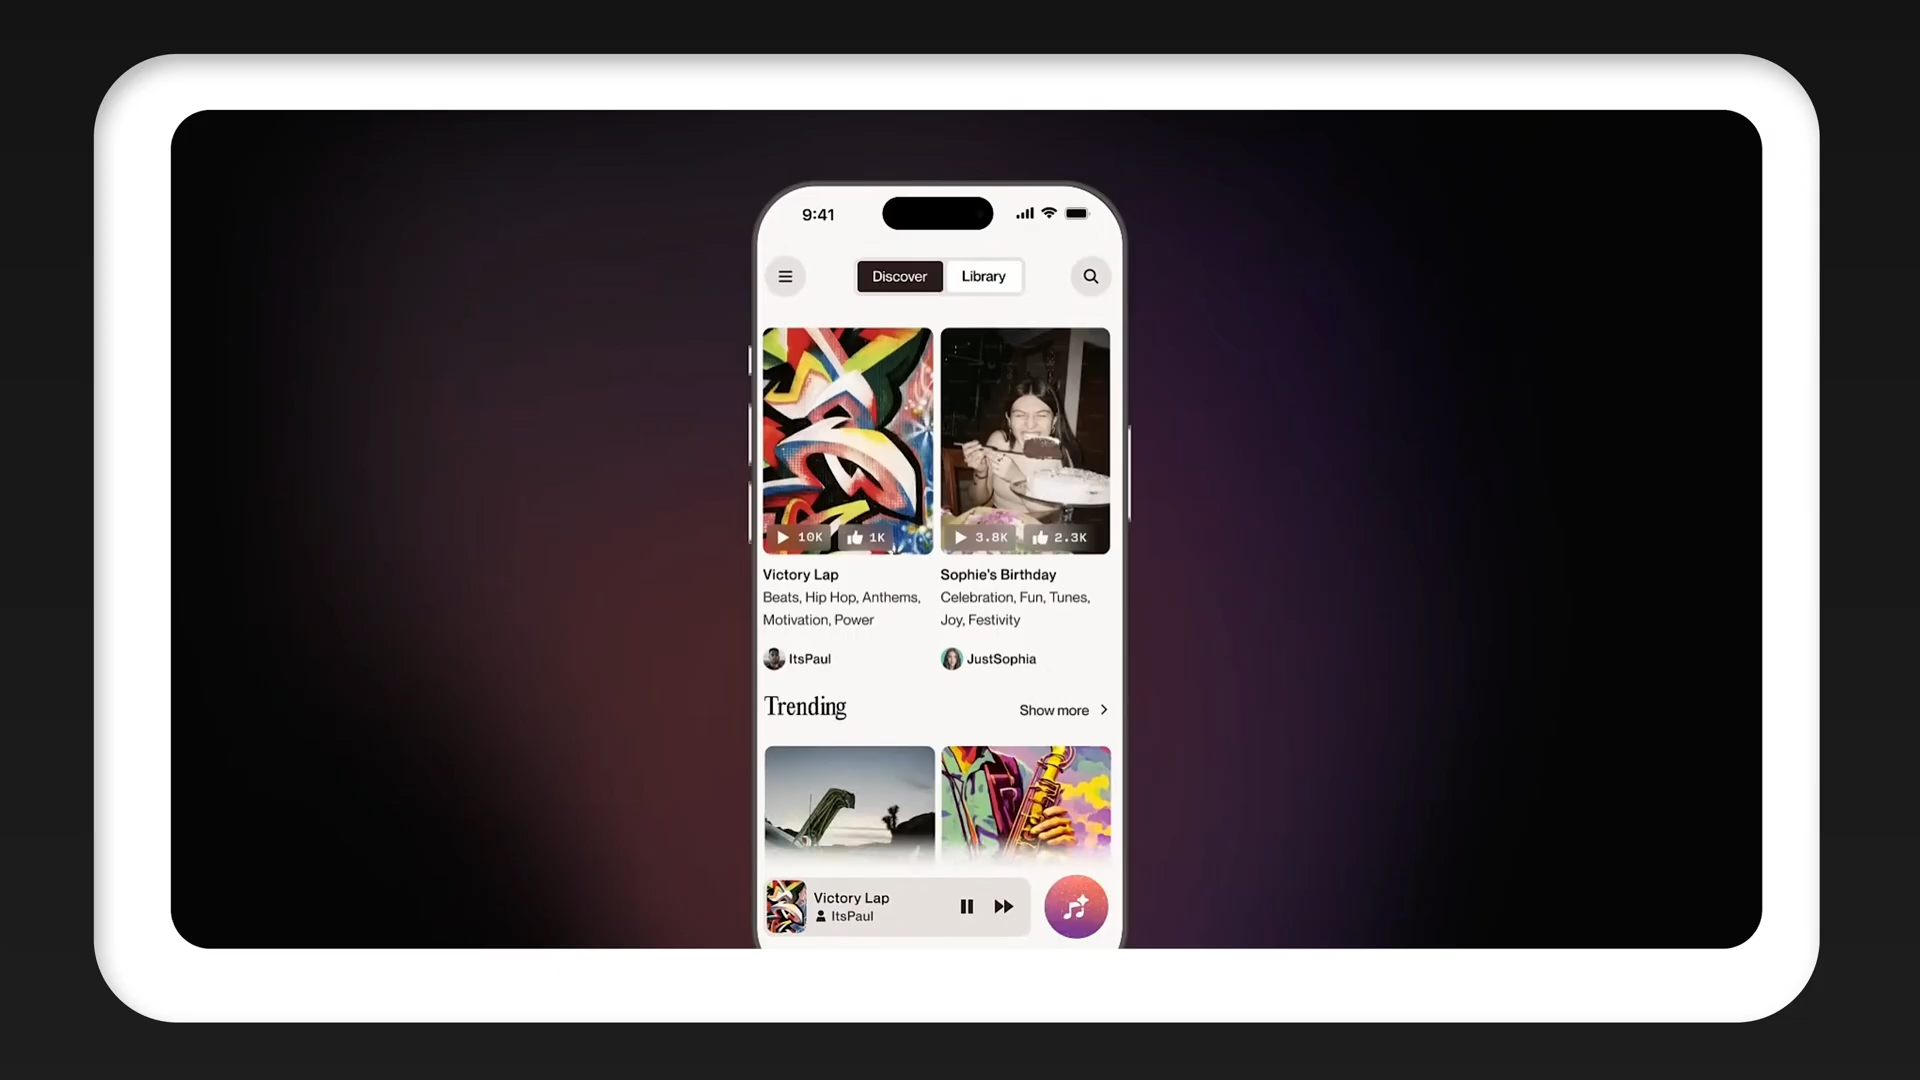 9:41
Discover
Library
10K
1K
3.8K
2.3K
Victory Lap
Beats, Hip Hop, Anthems,
Motivation, Power
ItsPaul
Sophie's Birthday
Celebration, Fun, Tunes,
Joy, Festivity
JustSophia
Trending
Show more
Victory Lap
ItsPaul